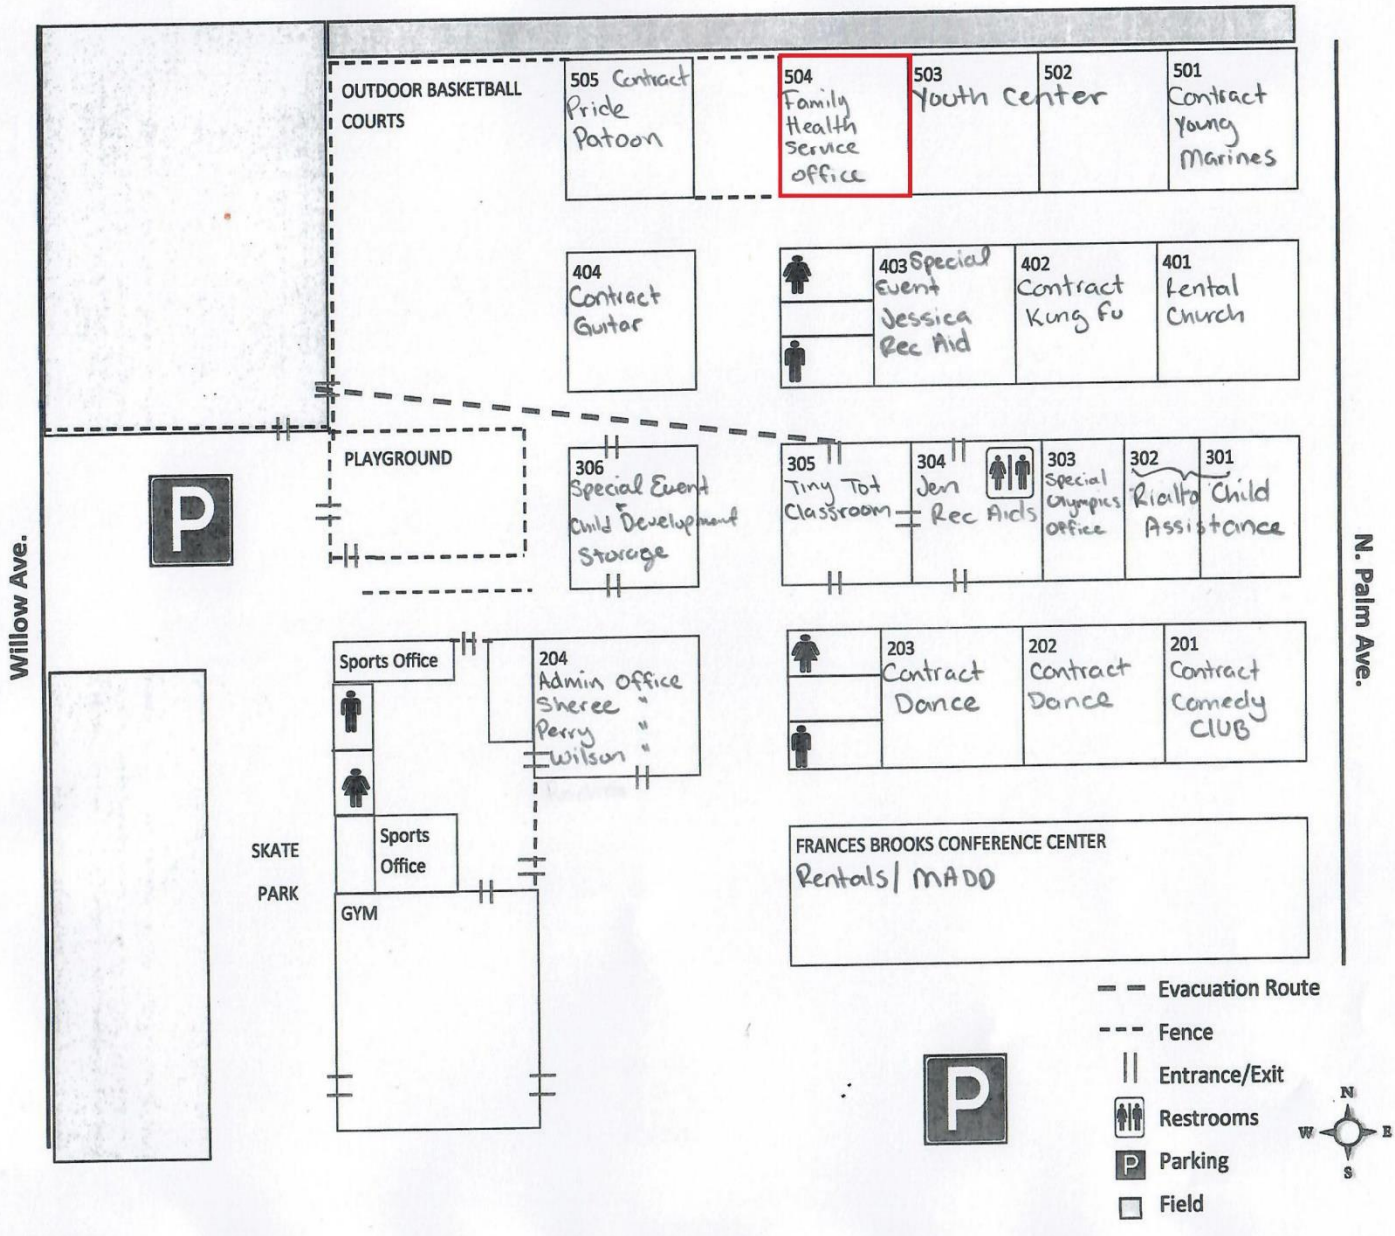 OUTDOOR BASKETBALL
COURTS
505 Contract
Pride
Patoon
504
Family
Health
Service
Office
503
502
Youth Center
501
Contract
Young
Marines
404
Contract
Guitar
403 Special
Event
Jessica
Rec Aid
402
Contract
Kung Fu
401
Rental
Church
PLAYGROUND
306
Special Event
Child Development
Storage
305
Tiny Tot
Classroom
304
Jen
Rec Aids
303
Special
Olympics
Office
302
301
Rialto Child
Assistance
P
Willow Ave.
N. Palm Ave.
Sports Office
204
Admin Office
Sheree "
Perry "
Wilson "
203
Contract
Dance
202
Contract
Dance
201
Contract
Comedy
CLUB
Sports
Office
SKATE
PARK
GYM
FRANCES BROOKS CONFERENCE CENTER
Rentals/ MADD
P
Evacuation Route
Fence
Entrance/Exit
Restrooms
P Parking
Field
N
W E
S